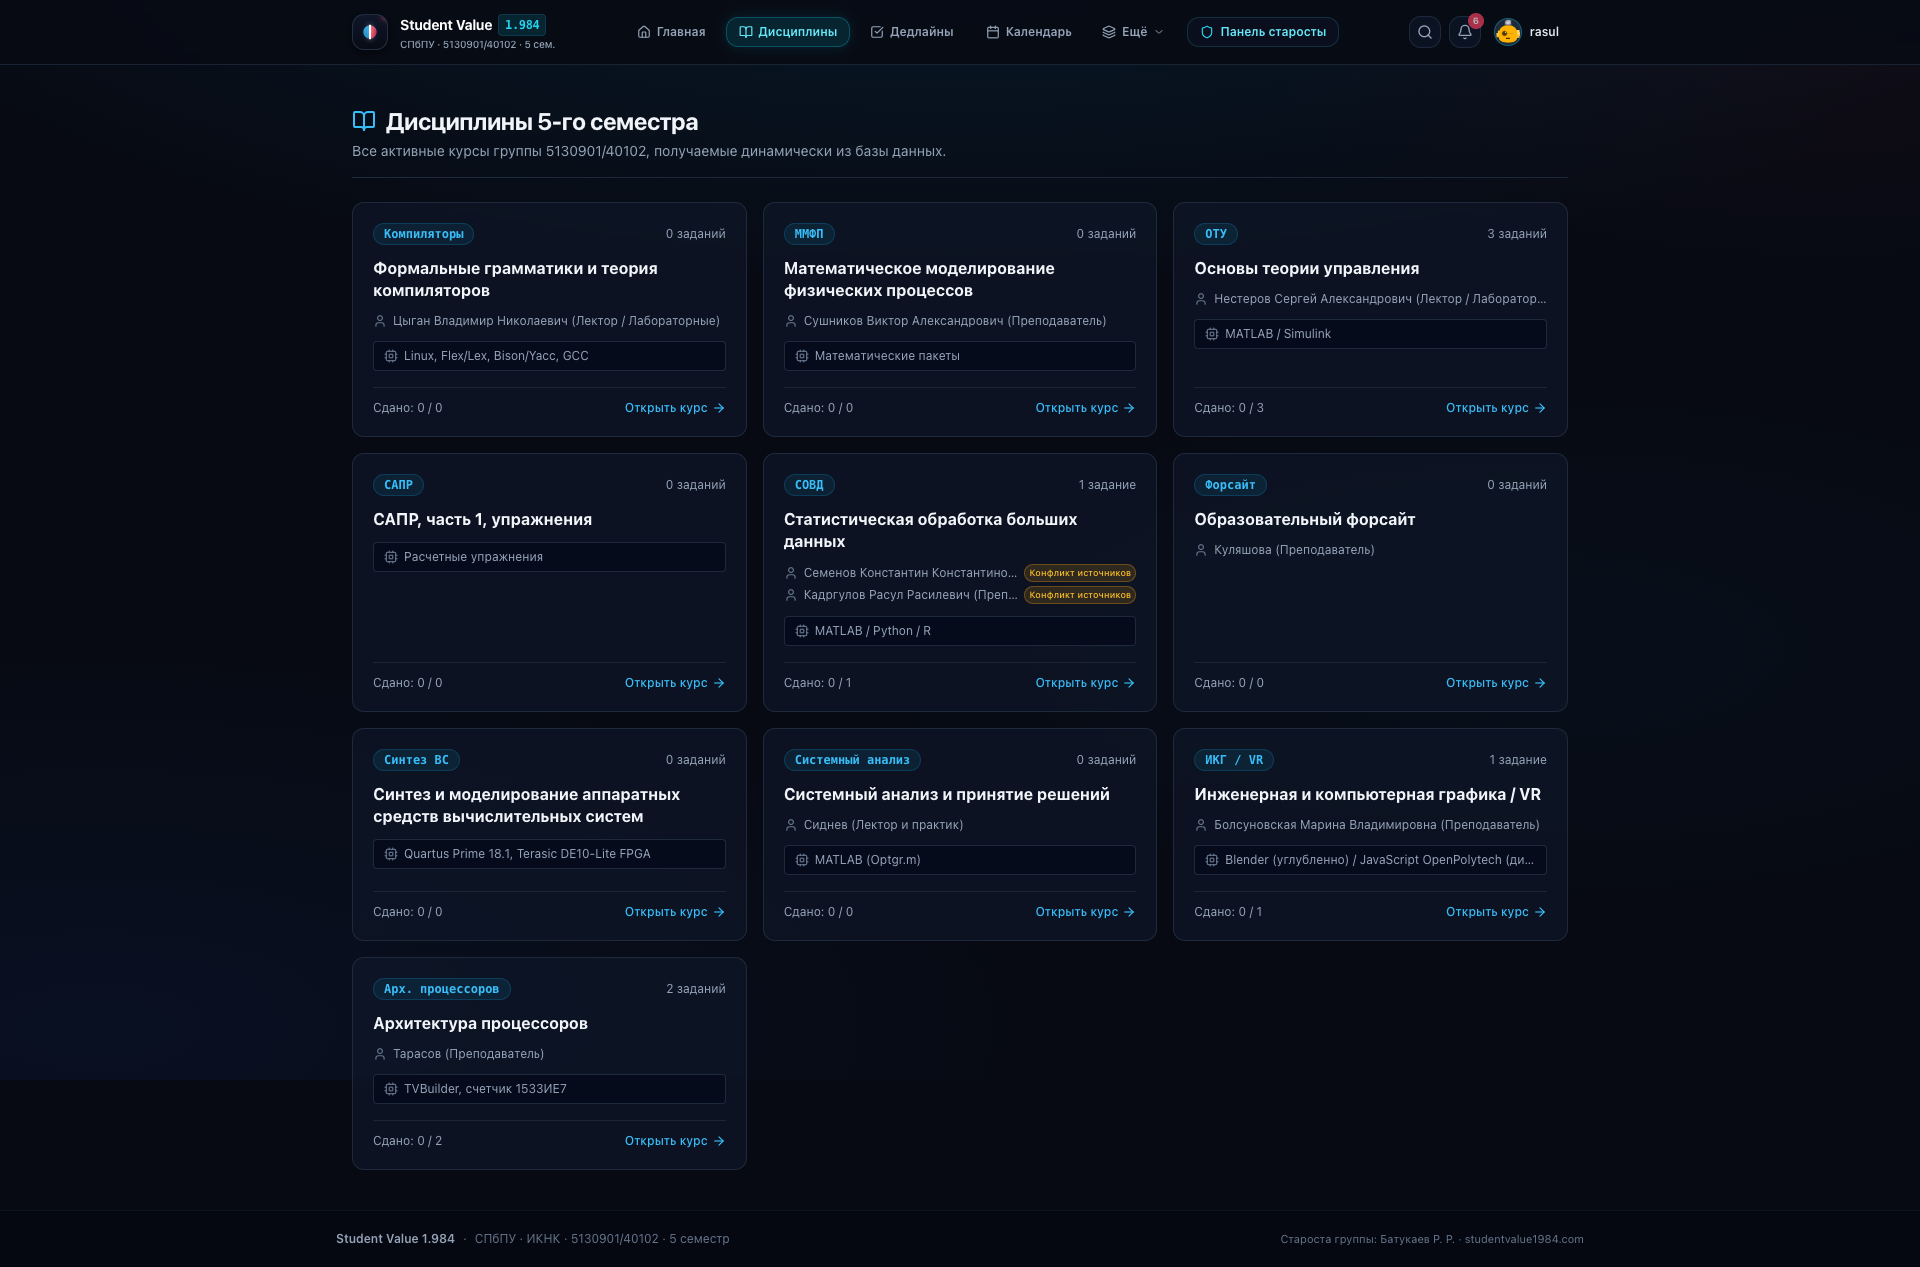 Student Value 1.984
СПбПУ · 5130901/40102 · 5 сем.
Главная
Дисциплины
Дедлайны
Календарь
Ещё
Панель старосты
6
rasul
Дисциплины 5-го семестра
Все активные курсы группы 5130901/40102, получаемые динамически из базы данных.
Компиляторы
0 заданий
Формальные грамматики и теория
компиляторов
Цыган Владимир Николаевич (Лектор / Лабораторные)
Linux, Flex/Lex, Bison/Yacc, GCC
Сдано: 0 / 0
Открыть курс →
ММФП
0 заданий
Математическое моделирование
физических процессов
Сушников Виктор Александрович (Преподаватель)
Математические пакеты
Сдано: 0 / 0
Открыть курс →
ОТУ
3 заданий
Основы теории управления
Нестеров Сергей Александрович (Лектор / Лаборатор...
MATLAB / Simulink
Сдано: 0 / 3
Открыть курс →
САПР
0 заданий
САПР, часть 1, упражнения
Расчетные упражнения
Сдано: 0 / 0
Открыть курс →
СОВД
1 задание
Статистическая обработка больших
данных
Семенов Константин Константино...
Конфликт источников
Кадргулов Расул Расилевич (Преп...
Конфликт источников
MATLAB / Python / R
Сдано: 0 / 1
Открыть курс →
Форсайт
0 заданий
Образовательный форсайт
Куляшова (Преподаватель)
Сдано: 0 / 0
Открыть курс →
Синтез ВС
0 заданий
Синтез и моделирование аппаратных
средств вычислительных систем
Quartus Prime 18.1, Terasic DE10-Lite FPGA
Сдано: 0 / 0
Открыть курс →
Системный анализ
0 заданий
Системный анализ и принятие решений
Сиднев (Лектор и практик)
MATLAB (Optgr.m)
Сдано: 0 / 0
Открыть курс →
ИКГ / VR
1 задание
Инженерная и компьютерная графика / VR
Болсуновская Марина Владимировна (Преподаватель)
Blender (углубленно) / JavaScript OpenPolytech (ди...
Сдано: 0 / 1
Открыть курс →
Арх. процессоров
2 заданий
Архитектура процессоров
Тарасов (Преподаватель)
TVBuilder, счетчик 1533ИЕ7
Сдано: 0 / 2
Открыть курс →
Student Value 1.984 · СПбПУ · ИКНК · 5130901/40102 · 5 семестр
Староста группы: Батукаев Р. Р. · studentvalue1984.com